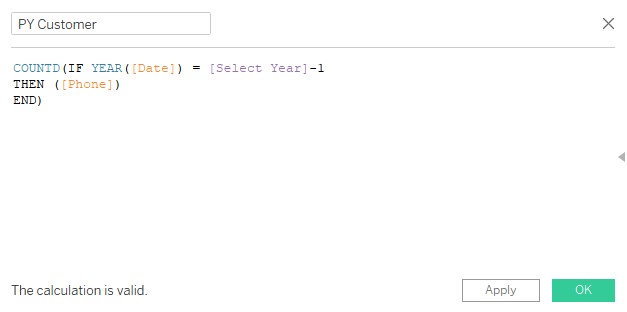 PY Customer
COUNTD(IF YEAR([Date]) = [Select Year]-1
THEN ([Phone])
END)
The calculation is valid.
Apply
OK